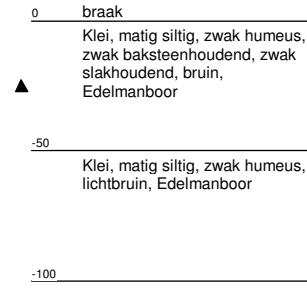 0 braak
Klei, matig siltig, zwak humeus,
zwak baksteenhoudend, zwak
slakhoudend, bruin,
Edelmanboor
-50
Klei, matig siltig, zwak humeus,
lichtbruin, Edelmanboor
-100